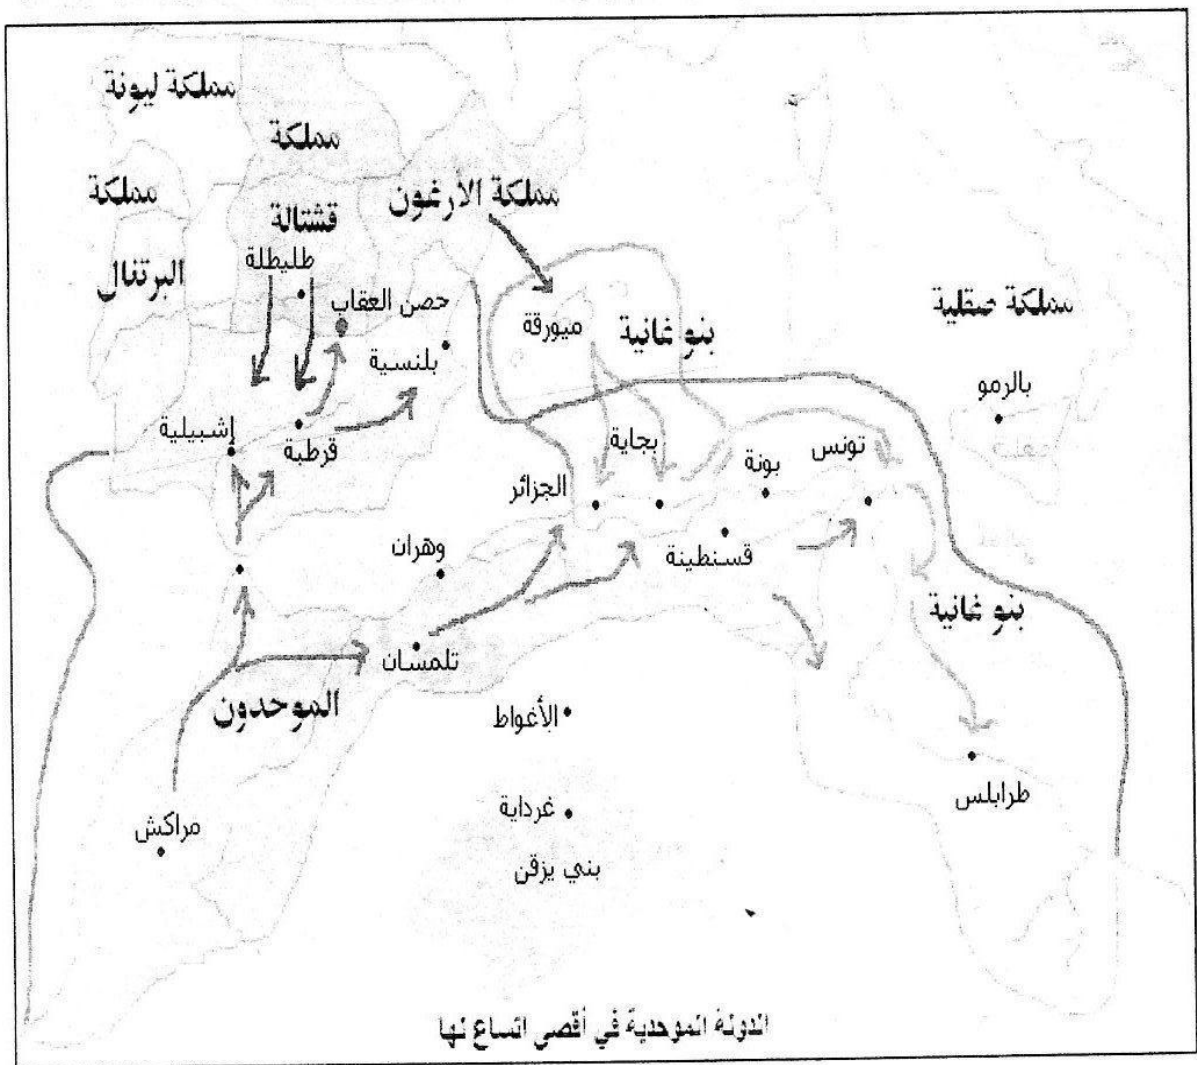 مملكة ليونة
مملكة
قشتالة
مملكة
البرتغال
مملكة الأرغون
طليطلة
حصن العقاب
بلنسية
ميورقة
بنو غانية
مملكة صقلية
بالرمو
إشبيلية
قرطبة
بجاية
الجزائر
بونة
تونس
قسنطينة
وهران
تلمسان
بنو غانية
الموحدون
الأغواط
غرداية
بني يزقن
طرابلس
مراكش
الدولة الموحدية في أقصى اتساع لها